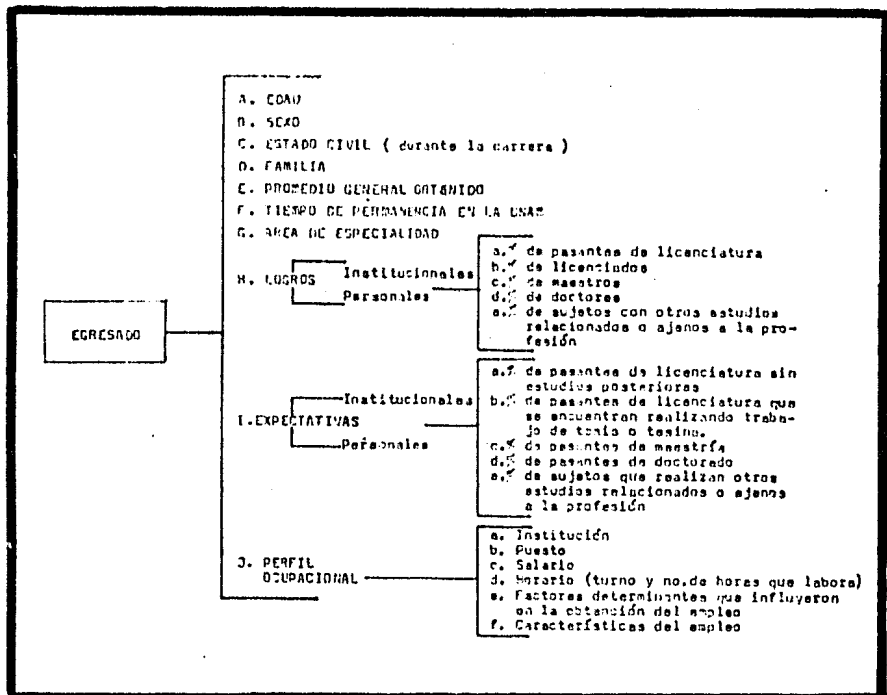 A. EDAD
B. SEXO
C. ESTADO CIVIL ( durante la carrera )
D. FAMILIA
E. PROMEDIO GENERAL OBTENIDO
F. TIEMPO DE PERMANENCIA EN LA UNAM
G. AREA DE ESPECIALIDAD
H. LOGROS
Institucionales
Personales
a.% de pasantes de licenciatura
b.% de licenciados
c.% de maestros
d.% de doctores
e.% de sujetos con otros estudios
relacionados o ajenos a la pro-
fesión
EGRESADO
I.EXPECTATIVAS
Institucionales
Personales
a.% de pasantes de licenciatura sin
estudios posteriores
b.% de pasantes de licenciatura que
se encuentran realizando traba-
jo de tesis o tesina.
c.% de pasantes de maestría
d.% de pasantes de doctorado
e.% de sujetos que realizan otros
estudios relacionados o ajenos
a la profesión
J. PERFIL
OCUPACIONAL
a. Institución
b. Puesto
c. Salario
d. Horario (turno y no.de horas que labora)
e. Factores determinantes que influyeron
en la obtención del empleo
f. Características del empleo